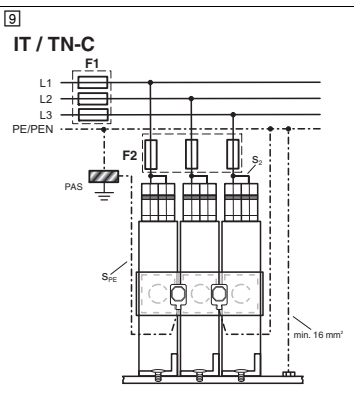 9
IT / TN-C
F1
L1
L2
L3
PE/PEN
F2
S₂
PAS
Sₚₑ
min. 16 mm²